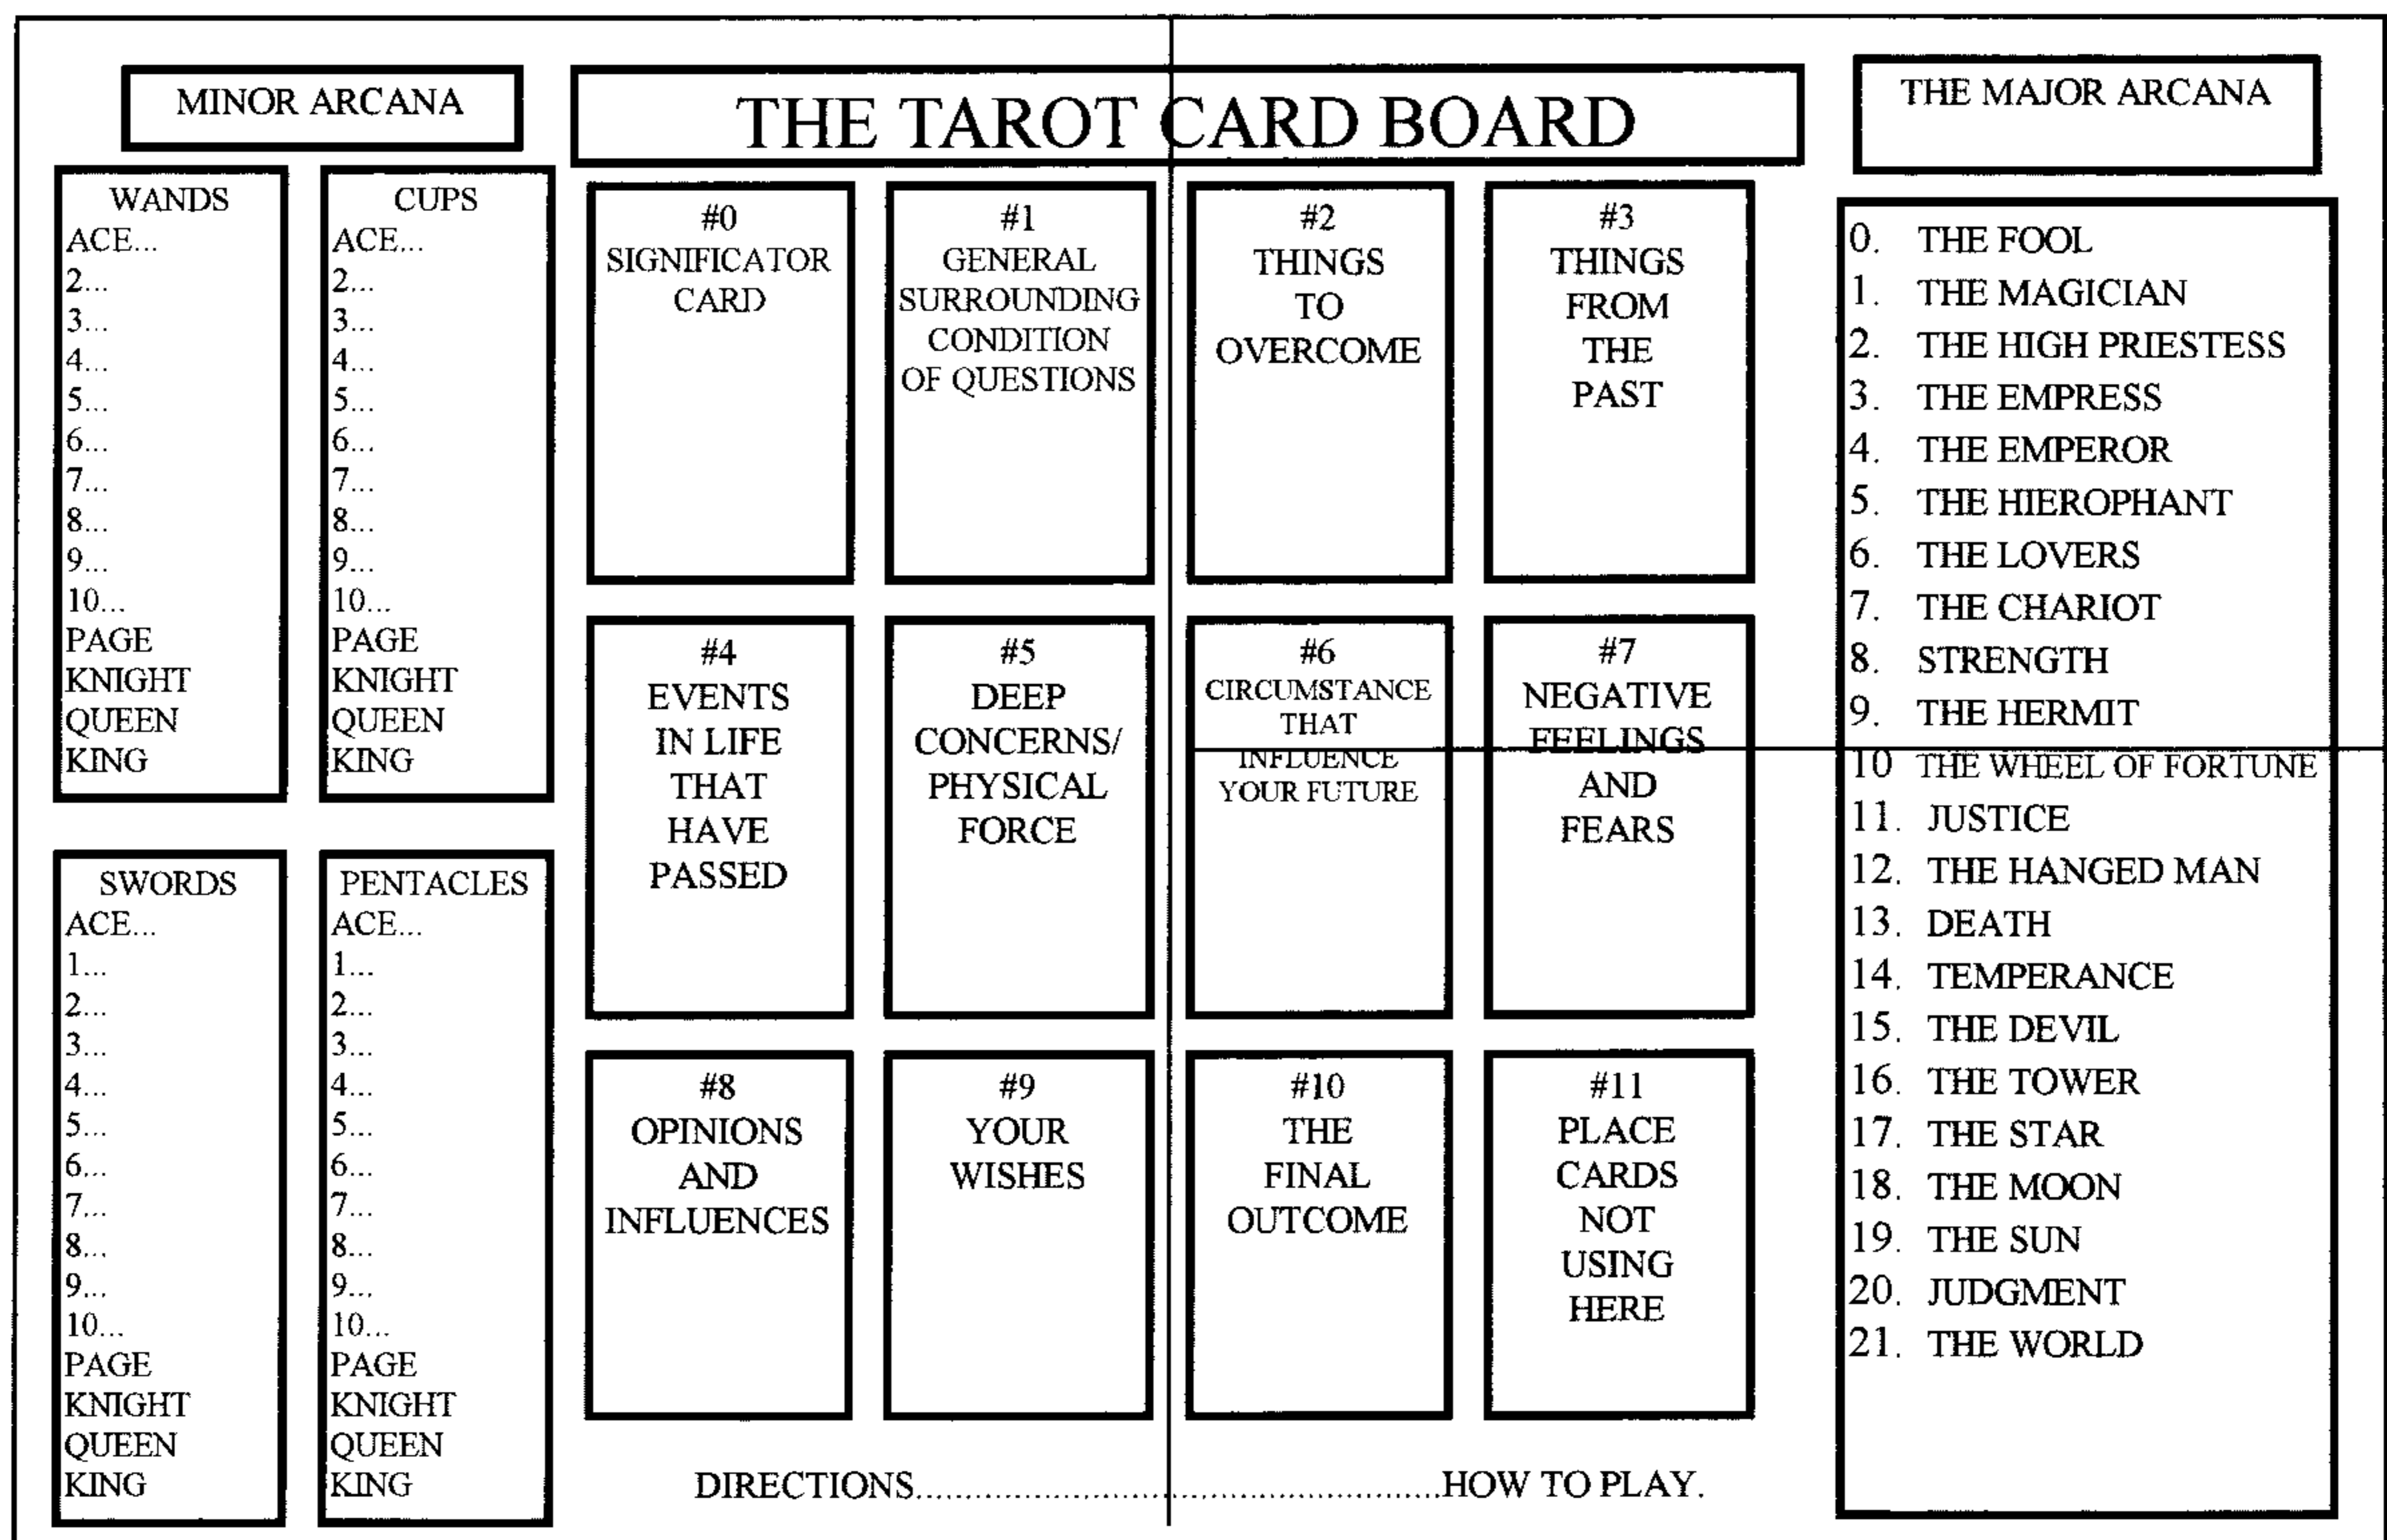 MINOR ARCANA
THE TAROT CARD BOARD
THE MAJOR ARCANA
WANDS
ACE...
2...
3...
4...
5...
6...
7...
8...
9...
10...
PAGE
KNIGHT
QUEEN
KING
CUPS
ACE...
2...
3...
4...
5...
6...
7...
8...
9...
10...
PAGE
KNIGHT
QUEEN
KING
SWORDS
ACE...
1...
2...
3...
4...
5...
6...
7...
8...
9...
10...
PAGE
KNIGHT
QUEEN
KING
PENTACLES
ACE...
1...
2...
3...
4...
5...
6...
7...
8...
9...
10...
PAGE
KNIGHT
QUEEN
KING
#0
SIGNIFICATOR
CARD
#1
GENERAL
SURROUNDING
CONDITION
OF QUESTIONS
#2
THINGS
TO
OVERCOME
#3
THINGS
FROM
THE
PAST
#4
EVENTS
IN LIFE
THAT
HAVE
PASSED
#5
DEEP
CONCERNS/
PHYSICAL
FORCE
#6
CIRCUMSTANCE
THAT
INFLUENCE
YOUR FUTURE
#7
NEGATIVE
FEELINGS
AND
FEARS
#8
OPINIONS
AND
INFLUENCES
#9
YOUR
WISHES
#10
THE
FINAL
OUTCOME
#11
PLACE
CARDS
NOT
USING
HERE
DIRECTIONS....................................................HOW TO PLAY.
0. THE FOOL
1. THE MAGICIAN
2. THE HIGH PRIESTESS
3. THE EMPRESS
4. THE EMPEROR
5. THE HIEROPHANT
6. THE LOVERS
7. THE CHARIOT
8. STRENGTH
9. THE HERMIT
10 THE WHEEL OF FORTUNE
11. JUSTICE
12. THE HANGED MAN
13. DEATH
14. TEMPERANCE
15. THE DEVIL
16. THE TOWER
17. THE STAR
18. THE MOON
19. THE SUN
20. JUDGMENT
21. THE WORLD